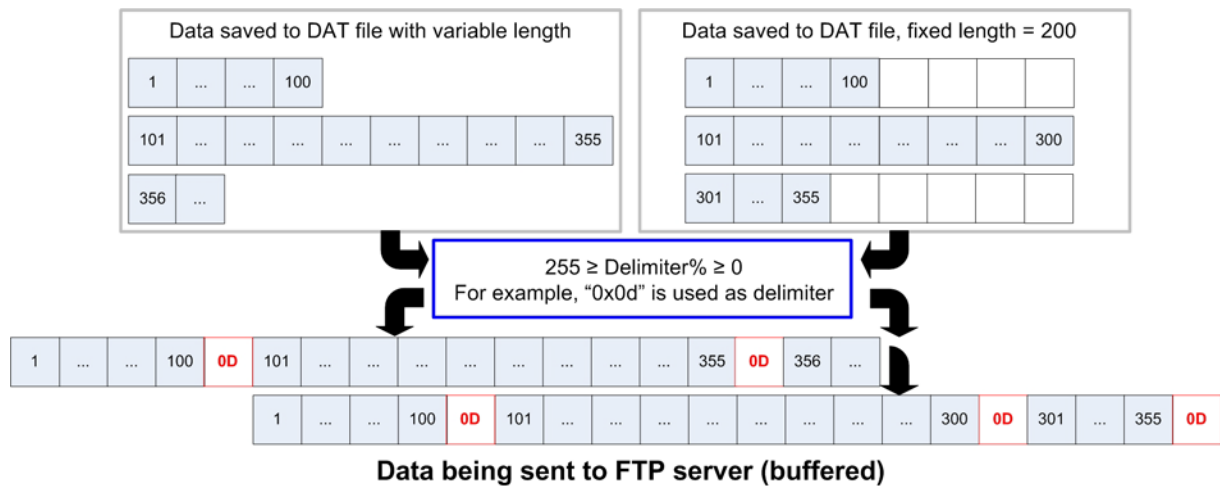 Data saved to DAT file with variable length
1 ... ... 100
101 ... ... ... ... ... ... ... ... 355
356 ...
Data saved to DAT file, fixed length = 200
1 ... ... 100
101 ... ... ... ... ... ... 300
301 ... 355
255 ≥ Delimiter% ≥ 0
For example, “0x0d” is used as delimiter
1 ... ... 100 0D 101 ... ... ... ... ... ... ... ... 355 0D 356 ...
1 ... ... 100 0D 101 ... ... ... ... ... ... ... ... 300 0D 301 ... 355 0D
Data being sent to FTP server (buffered)